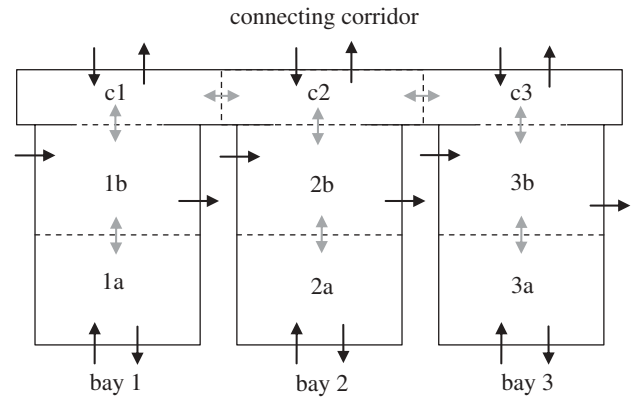 connecting corridor
c1 c2 c3
1b 2b 3b
1a 2a 3a
bay 1 bay 2 bay 3